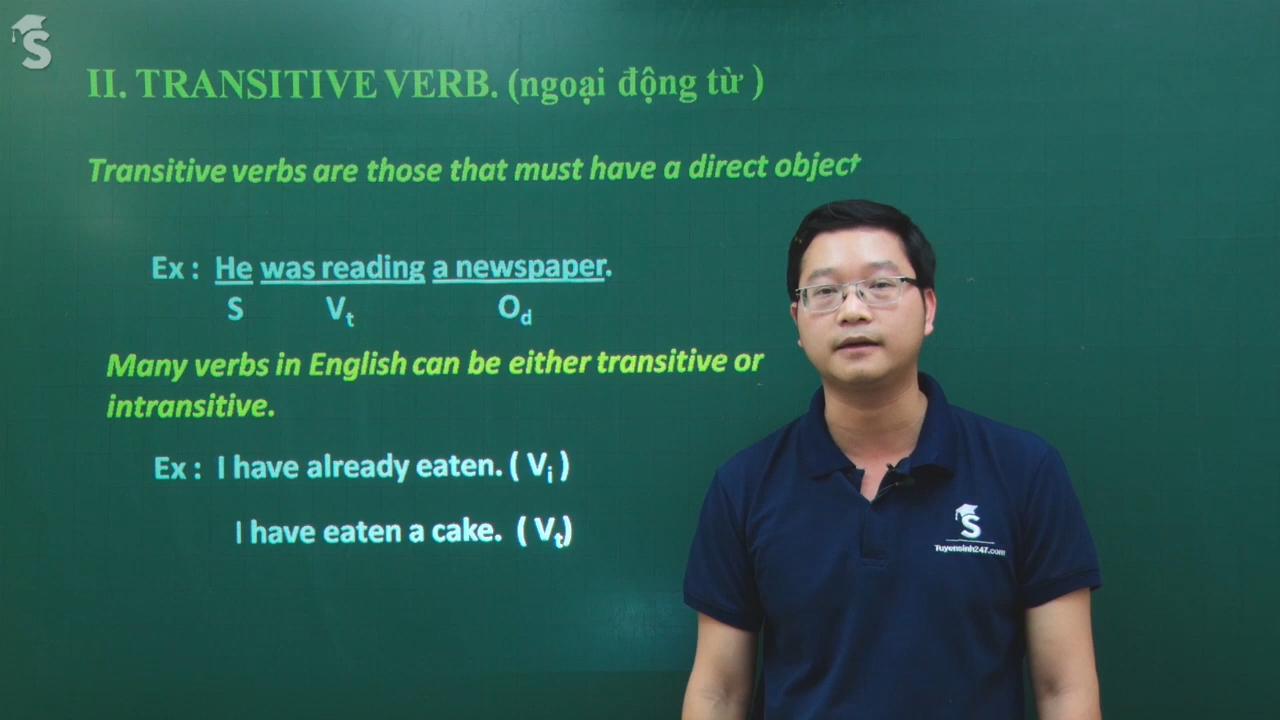 S
II. TRANSITIVE VERB. (ngoại động từ )
Transitive verbs are those that must have a direct object
Ex : He was reading a newspaper.
S Vt Od
Many verbs in English can be either transitive or
intransitive.
Ex : I have already eaten. ( Vi )
I have eaten a cake. ( Vt)
S
Tuyensinh247.com